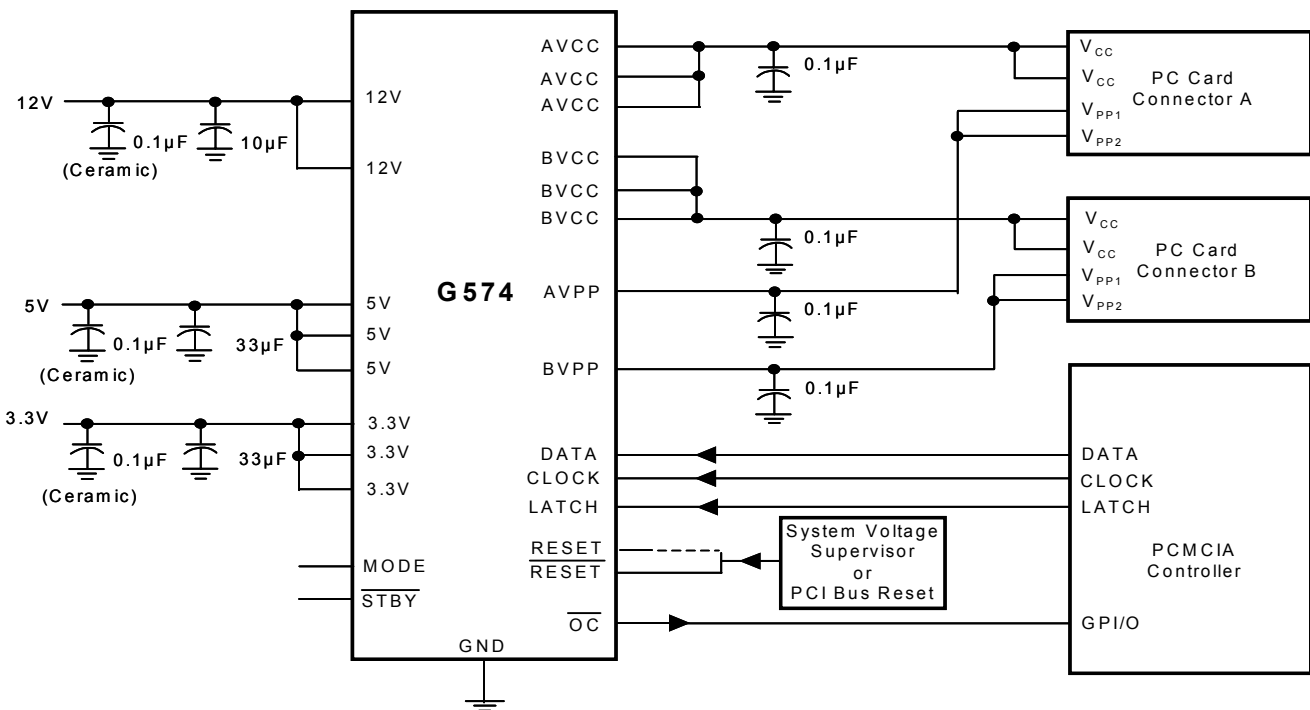 12V
0.1µF
(Ceramic)
10µF
5V
0.1µF
(Ceramic)
33µF
3.3V
0.1µF
(Ceramic)
33µF
12V
12V
5V
5V
5V
3.3V
3.3V
3.3V
MODE
STBY
GND
G574
AVCC
AVCC
AVCC
BVCC
BVCC
BVCC
AVPP
BVPP
DATA
CLOCK
LATCH
RESET
RESET
OC
0.1µF
0.1µF
0.1µF
0.1µF
VCC
VCC
VPP1
VPP2
PC Card
Connector A
VCC
VCC
VPP1
VPP2
PC Card
Connector B
System Voltage
Supervisor
or
PCI Bus Reset
DATA
CLOCK
LATCH
GPI/O
PCMCIA
Controller